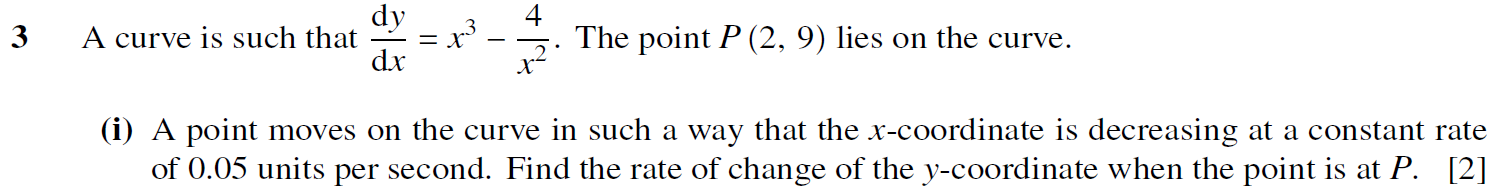 3 A curve is such that dy/dx = x³ − 4/x². The point P (2, 9) lies on the curve.
(i) A point moves on the curve in such a way that the x-coordinate is decreasing at a constant rate
of 0.05 units per second. Find the rate of change of the y-coordinate when the point is at P. [2]